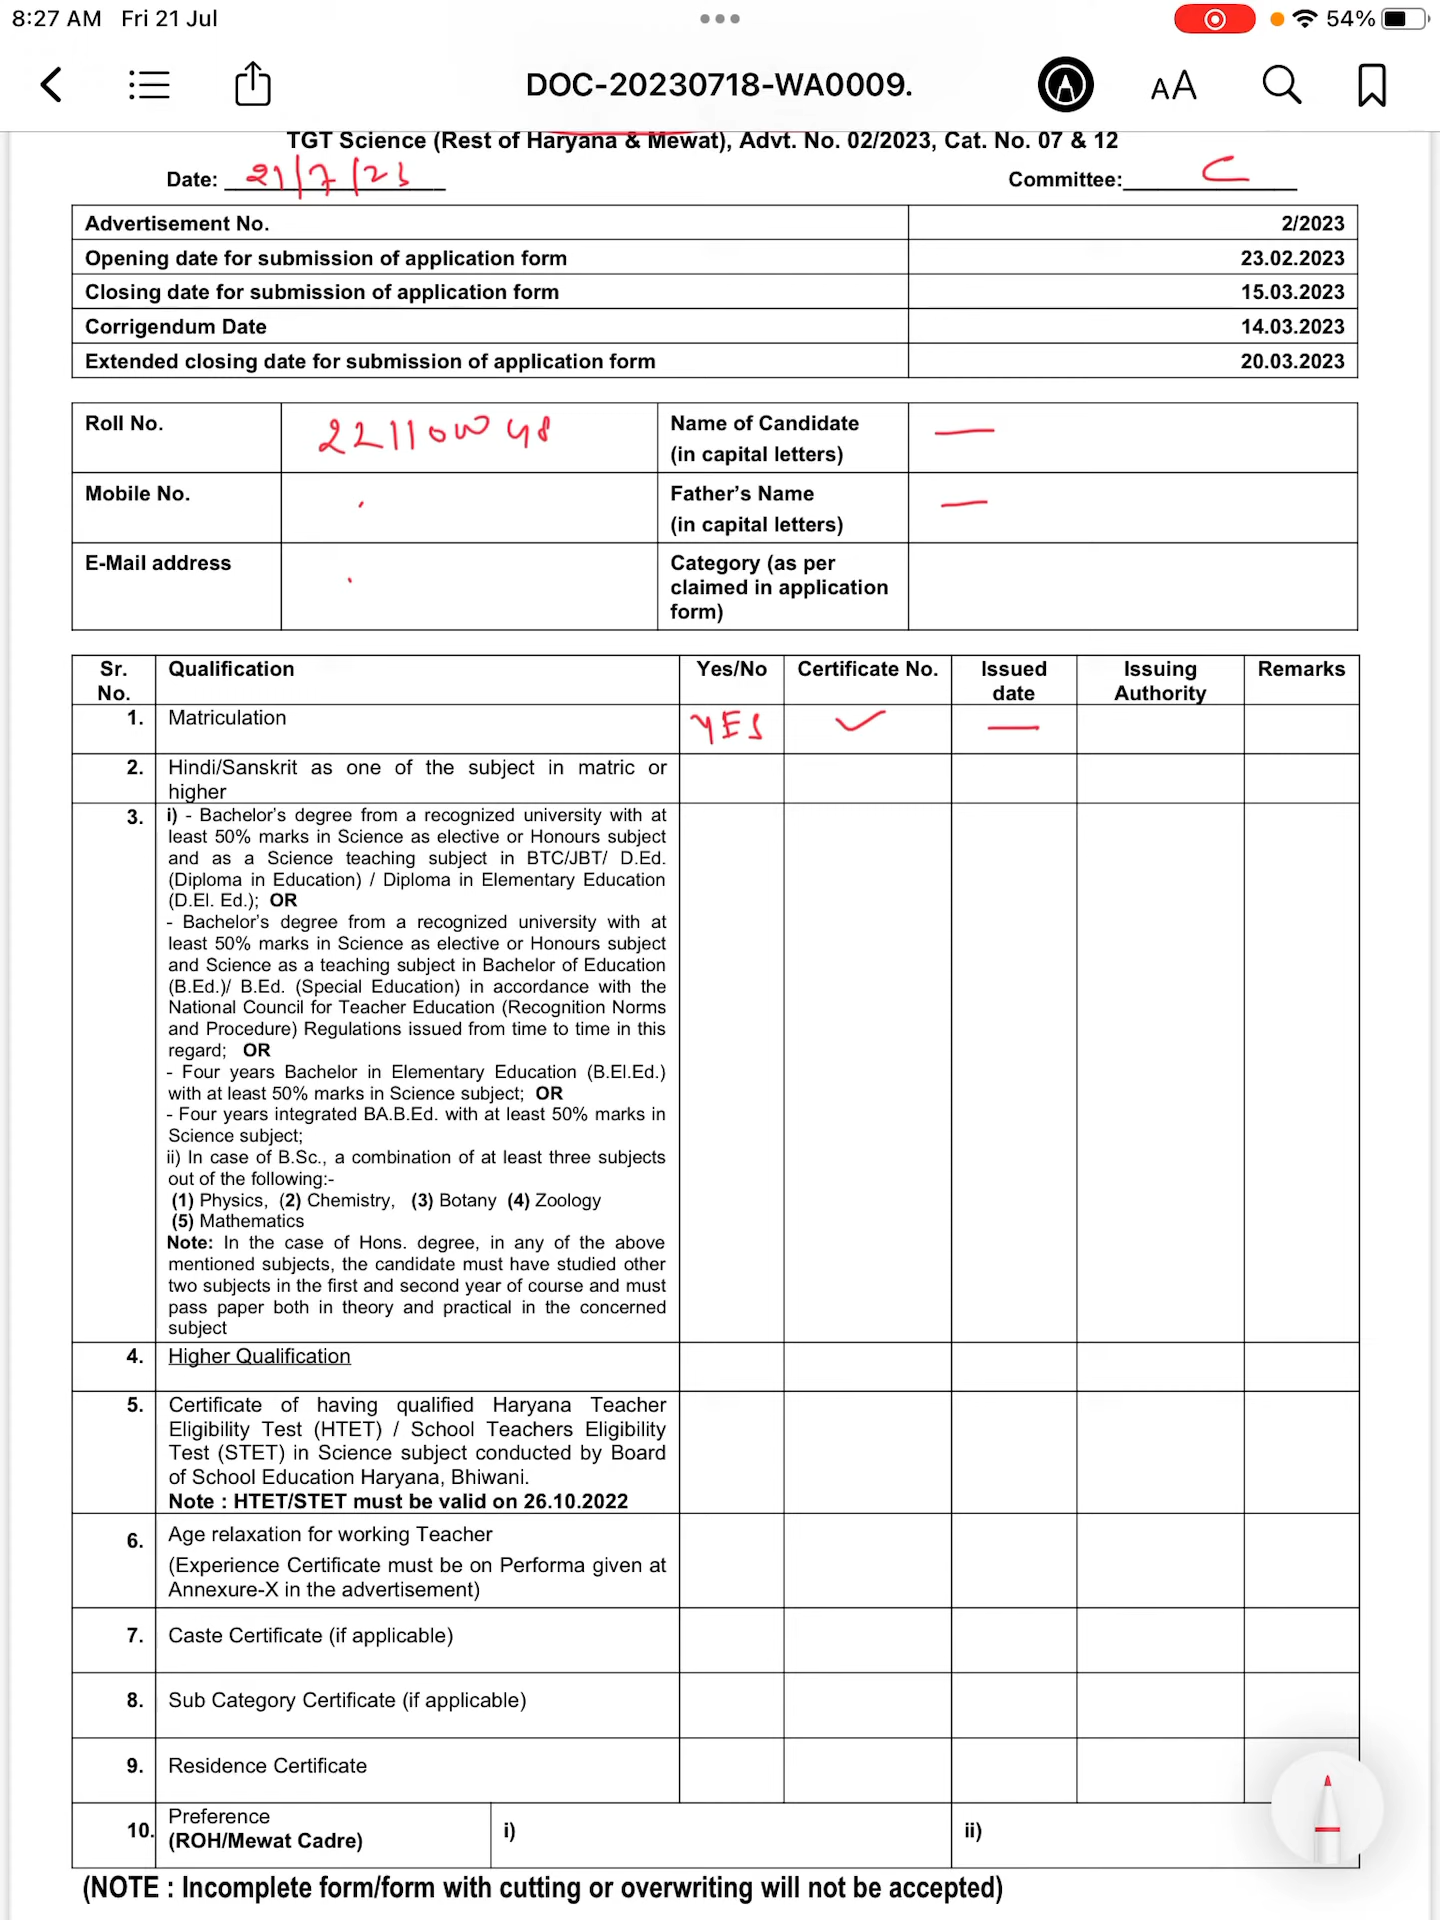 8:27 AM Fri 21 Jul
54%
DOC-20230718-WA0009.
AA
TGT Science (Rest of Haryana & Mewat), Advt. No. 02/2023, Cat. No. 07 & 12
Date: 21/7/23 Committee: C
Advertisement No. 2/2023
Opening date for submission of application form 23.02.2023
Closing date for submission of application form 15.03.2023
Corrigendum Date 14.03.2023
Extended closing date for submission of application form 20.03.2023
Roll No. Name of Candidate
(in capital letters)
Mobile No. Father's Name
(in capital letters)
E-Mail address Category (as per
claimed in application
form)
Sr. Qualification Yes/No Certificate No. Issued Issuing Remarks
No. date Authority
1. Matriculation YES
2. Hindi/Sanskrit as one of the subject in matric or
higher
3. i) - Bachelor's degree from a recognized university with at
least 50% marks in Science as elective or Honours subject
and as a Science teaching subject in BTC/JBT/ D.Ed.
(Diploma in Education) / Diploma in Elementary Education
(D.El. Ed.); OR
- Bachelor's degree from a recognized university with at
least 50% marks in Science as elective or Honours subject
and Science as a teaching subject in Bachelor of Education
(B.Ed.)/ B.Ed. (Special Education) in accordance with the
National Council for Teacher Education (Recognition Norms
and Procedure) Regulations issued from time to time in this
regard; OR
- Four years Bachelor in Elementary Education (B.El.Ed.)
with at least 50% marks in Science subject; OR
- Four years integrated BA.B.Ed. with at least 50% marks in
Science subject;
ii) In case of B.Sc., a combination of at least three subjects
out of the following:-
(1) Physics, (2) Chemistry, (3) Botany (4) Zoology
(5) Mathematics
Note: In the case of Hons. degree, in any of the above
mentioned subjects, the candidate must have studied other
two subjects in the first and second year of course and must
pass paper both in theory and practical in the concerned
subject
4. Higher Qualification
5. Certificate of having qualified Haryana Teacher
Eligibility Test (HTET) / School Teachers Eligibility
Test (STET) in Science subject conducted by Board
of School Education Haryana, Bhiwani.
Note : HTET/STET must be valid on 26.10.2022
6. Age relaxation for working Teacher
(Experience Certificate must be on Performa given at
Annexure-X in the advertisement)
7. Caste Certificate (if applicable)
8. Sub Category Certificate (if applicable)
9. Residence Certificate
10. Preference
(ROH/Mewat Cadre) i) ii)
(NOTE : Incomplete form/form with cutting or overwriting will not be accepted)